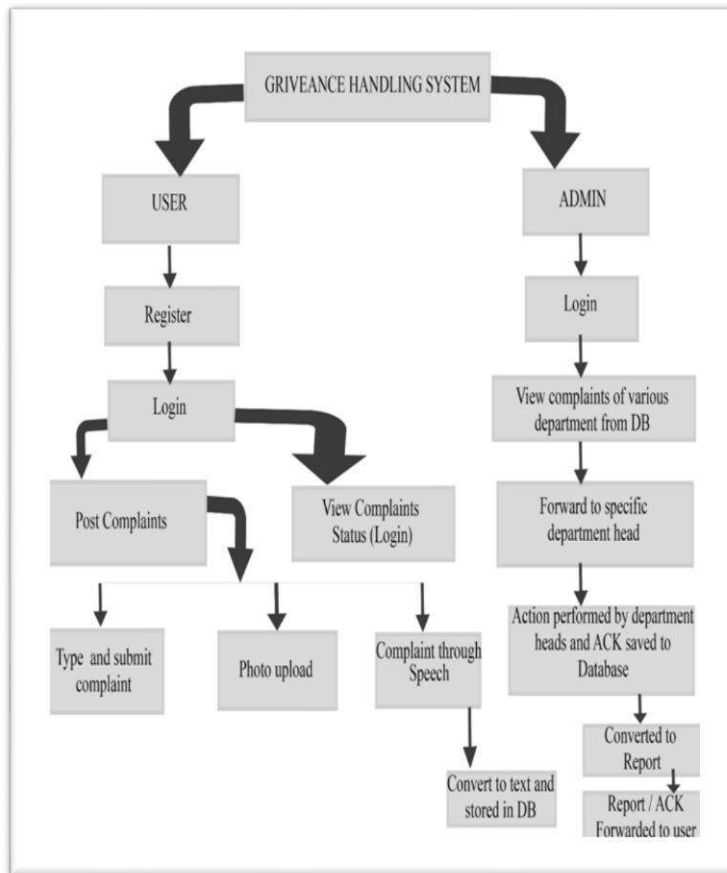 GRIVEANCE HANDLING SYSTEM
USER
ADMIN
Register
Login
Login
View complaints of various
department from DB
Post Complaints
View Complaints
Status (Login)
Forward to specific
department head
Type and submit
complaint
Photo upload
Complaint through
Speech
Action performed by department
heads and ACK saved to
Database
Convert to text and
stored in DB
Converted to
Report
Report / ACK
Forwarded to user